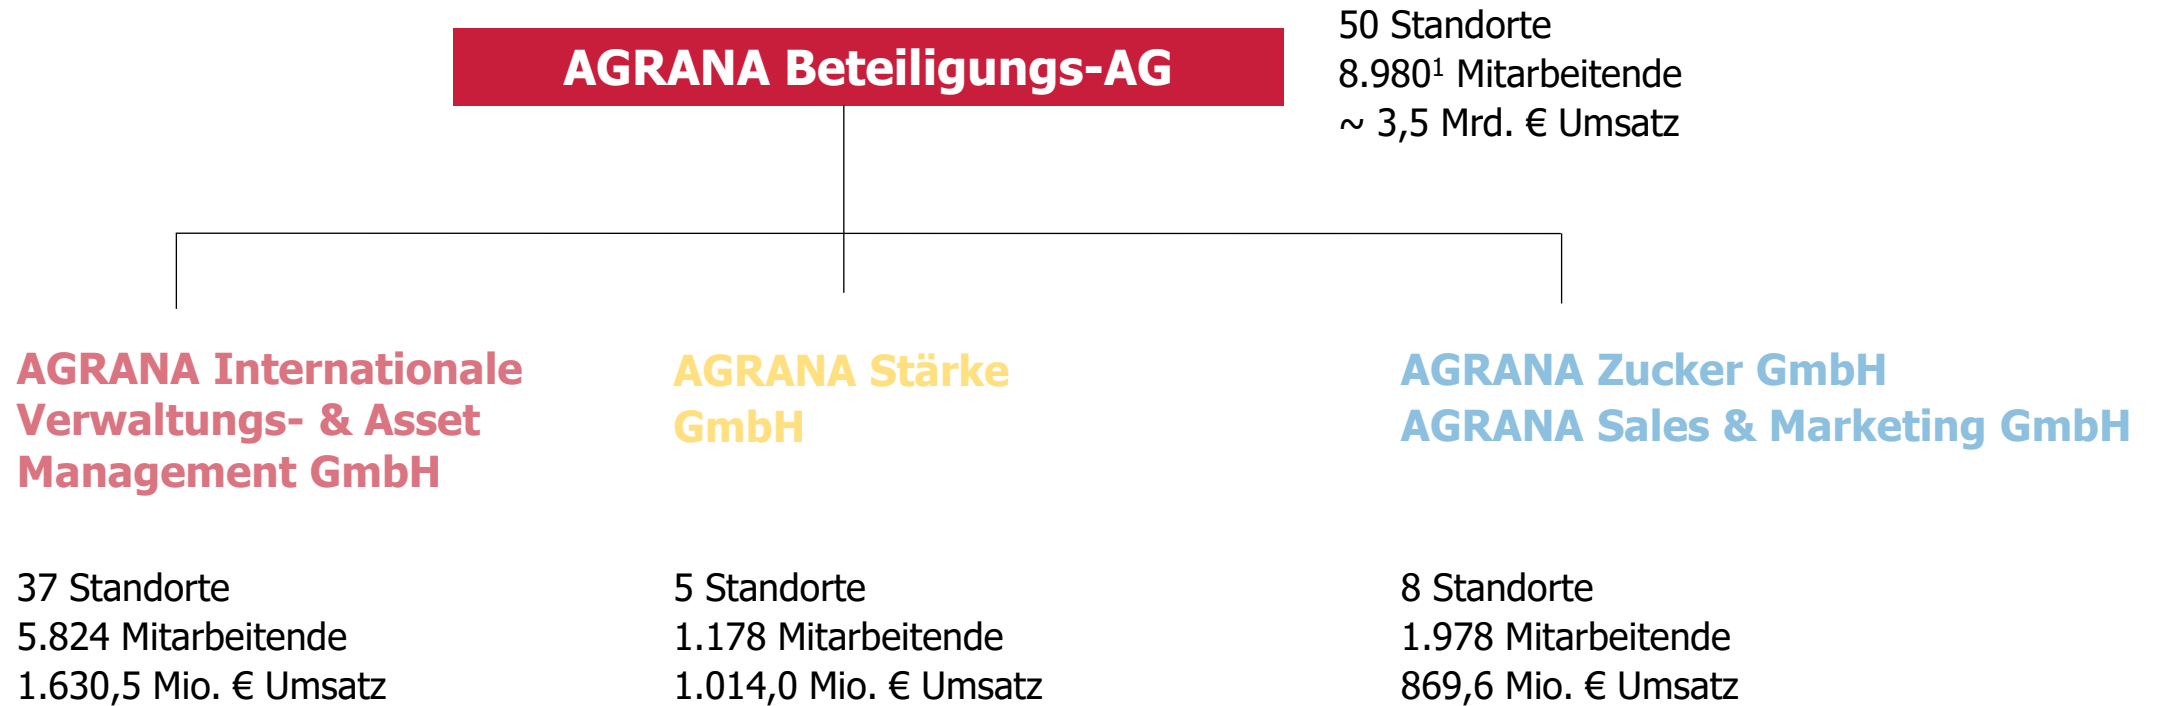 AGRANA Beteiligungs-AG
50 Standorte
8.980¹ Mitarbeitende
~ 3,5 Mrd. € Umsatz
AGRANA Internationale
Verwaltungs- & Asset
Management GmbH
37 Standorte
5.824 Mitarbeitende
1.630,5 Mio. € Umsatz
AGRANA Stärke
GmbH
5 Standorte
1.178 Mitarbeitende
1.014,0 Mio. € Umsatz
AGRANA Zucker GmbH
AGRANA Sales & Marketing GmbH
8 Standorte
1.978 Mitarbeitende
869,6 Mio. € Umsatz